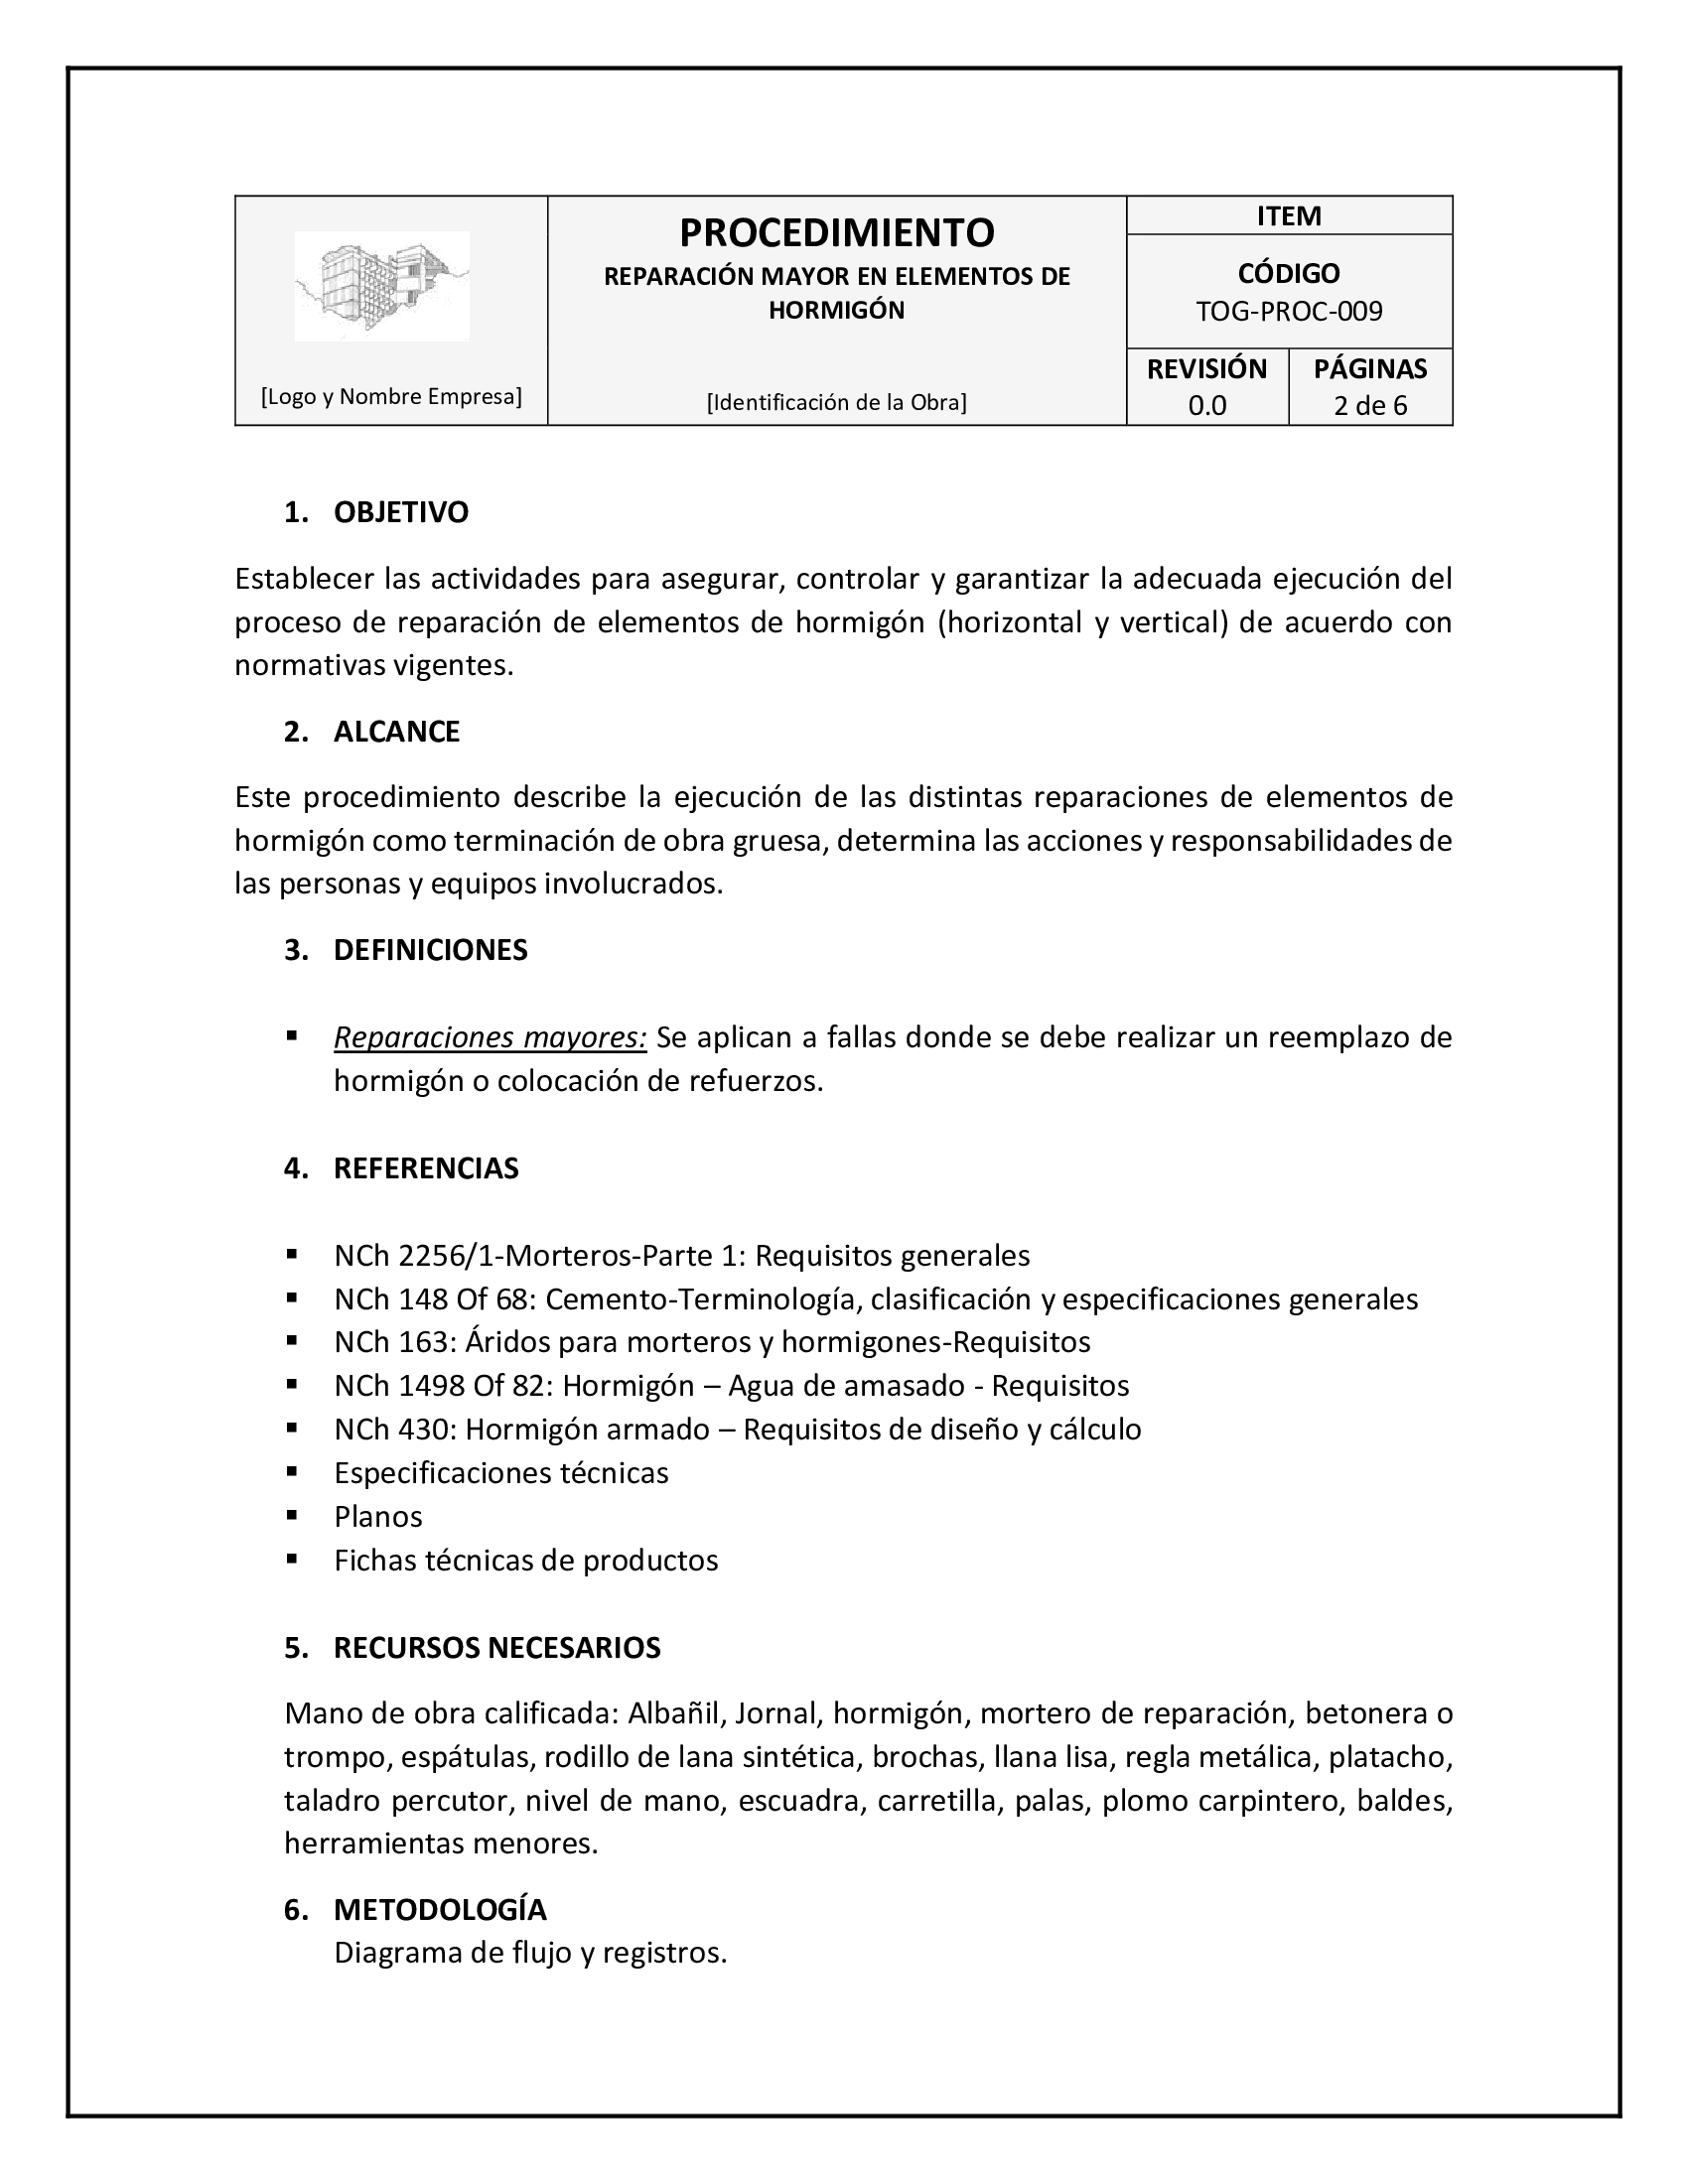 [Logo y Nombre Empresa]
PROCEDIMIENTO
REPARACIÓN MAYOR EN ELEMENTOS DE
HORMIGÓN
[Identificación de la Obra]
ITEM
CÓDIGO
TOG-PROC-009
REVISIÓN
0.0
PÁGINAS
2 de 6
1. OBJETIVO
Establecer las actividades para asegurar, controlar y garantizar la adecuada ejecución del
proceso de reparación de elementos de hormigón (horizontal y vertical) de acuerdo con
normativas vigentes.
2. ALCANCE
Este procedimiento describe la ejecución de las distintas reparaciones de elementos de
hormigón como terminación de obra gruesa, determina las acciones y responsabilidades de
las personas y equipos involucrados.
3. DEFINICIONES
▪ Reparaciones mayores: Se aplican a fallas donde se debe realizar un reemplazo de
hormigón o colocación de refuerzos.
4. REFERENCIAS
▪ NCh 2256/1-Morteros-Parte 1: Requisitos generales
▪ NCh 148 Of 68: Cemento-Terminología, clasificación y especificaciones generales
▪ NCh 163: Áridos para morteros y hormigones-Requisitos
▪ NCh 1498 Of 82: Hormigón – Agua de amasado - Requisitos
▪ NCh 430: Hormigón armado – Requisitos de diseño y cálculo
▪ Especificaciones técnicas
▪ Planos
▪ Fichas técnicas de productos
5. RECURSOS NECESARIOS
Mano de obra calificada: Albañil, Jornal, hormigón, mortero de reparación, betonera o
trompo, espátulas, rodillo de lana sintética, brochas, llana lisa, regla metálica, platacho,
taladro percutor, nivel de mano, escuadra, carretilla, palas, plomo carpintero, baldes,
herramientas menores.
6. METODOLOGÍA
Diagrama de flujo y registros.